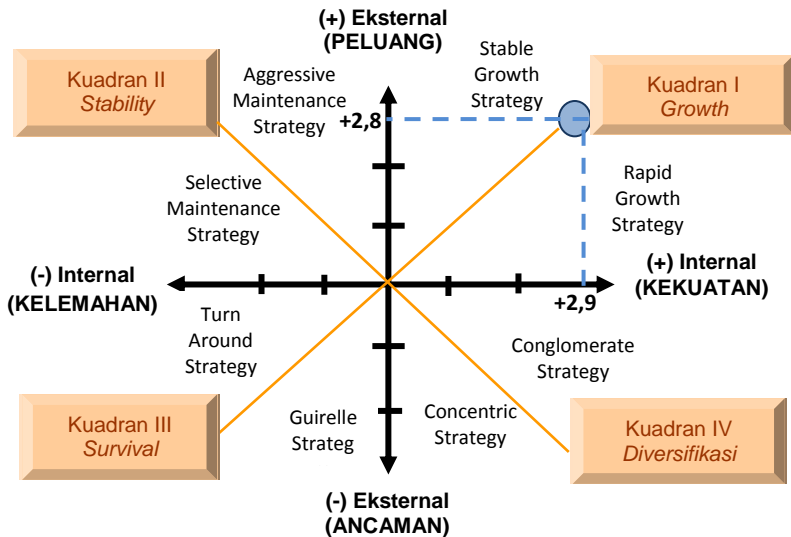 (+) Eksternal
(PELUANG)
Kuadran II
Stability
Aggressive
Maintenance
Strategy
Stable
Growth
Strategy
Kuadran I
Growth
+2,8
Selective
Maintenance
Strategy
Rapid
Growth
Strategy
(-) Internal
(KELEMAHAN)
(+) Internal
(KEKUATAN)
+2,9
Turn
Around
Strategy
Conglomerate
Strategy
Kuadran III
Survival
Guirelle
Strateg
Concentric
Strategy
Kuadran IV
Diversifikasi
(-) Eksternal
(ANCAMAN)